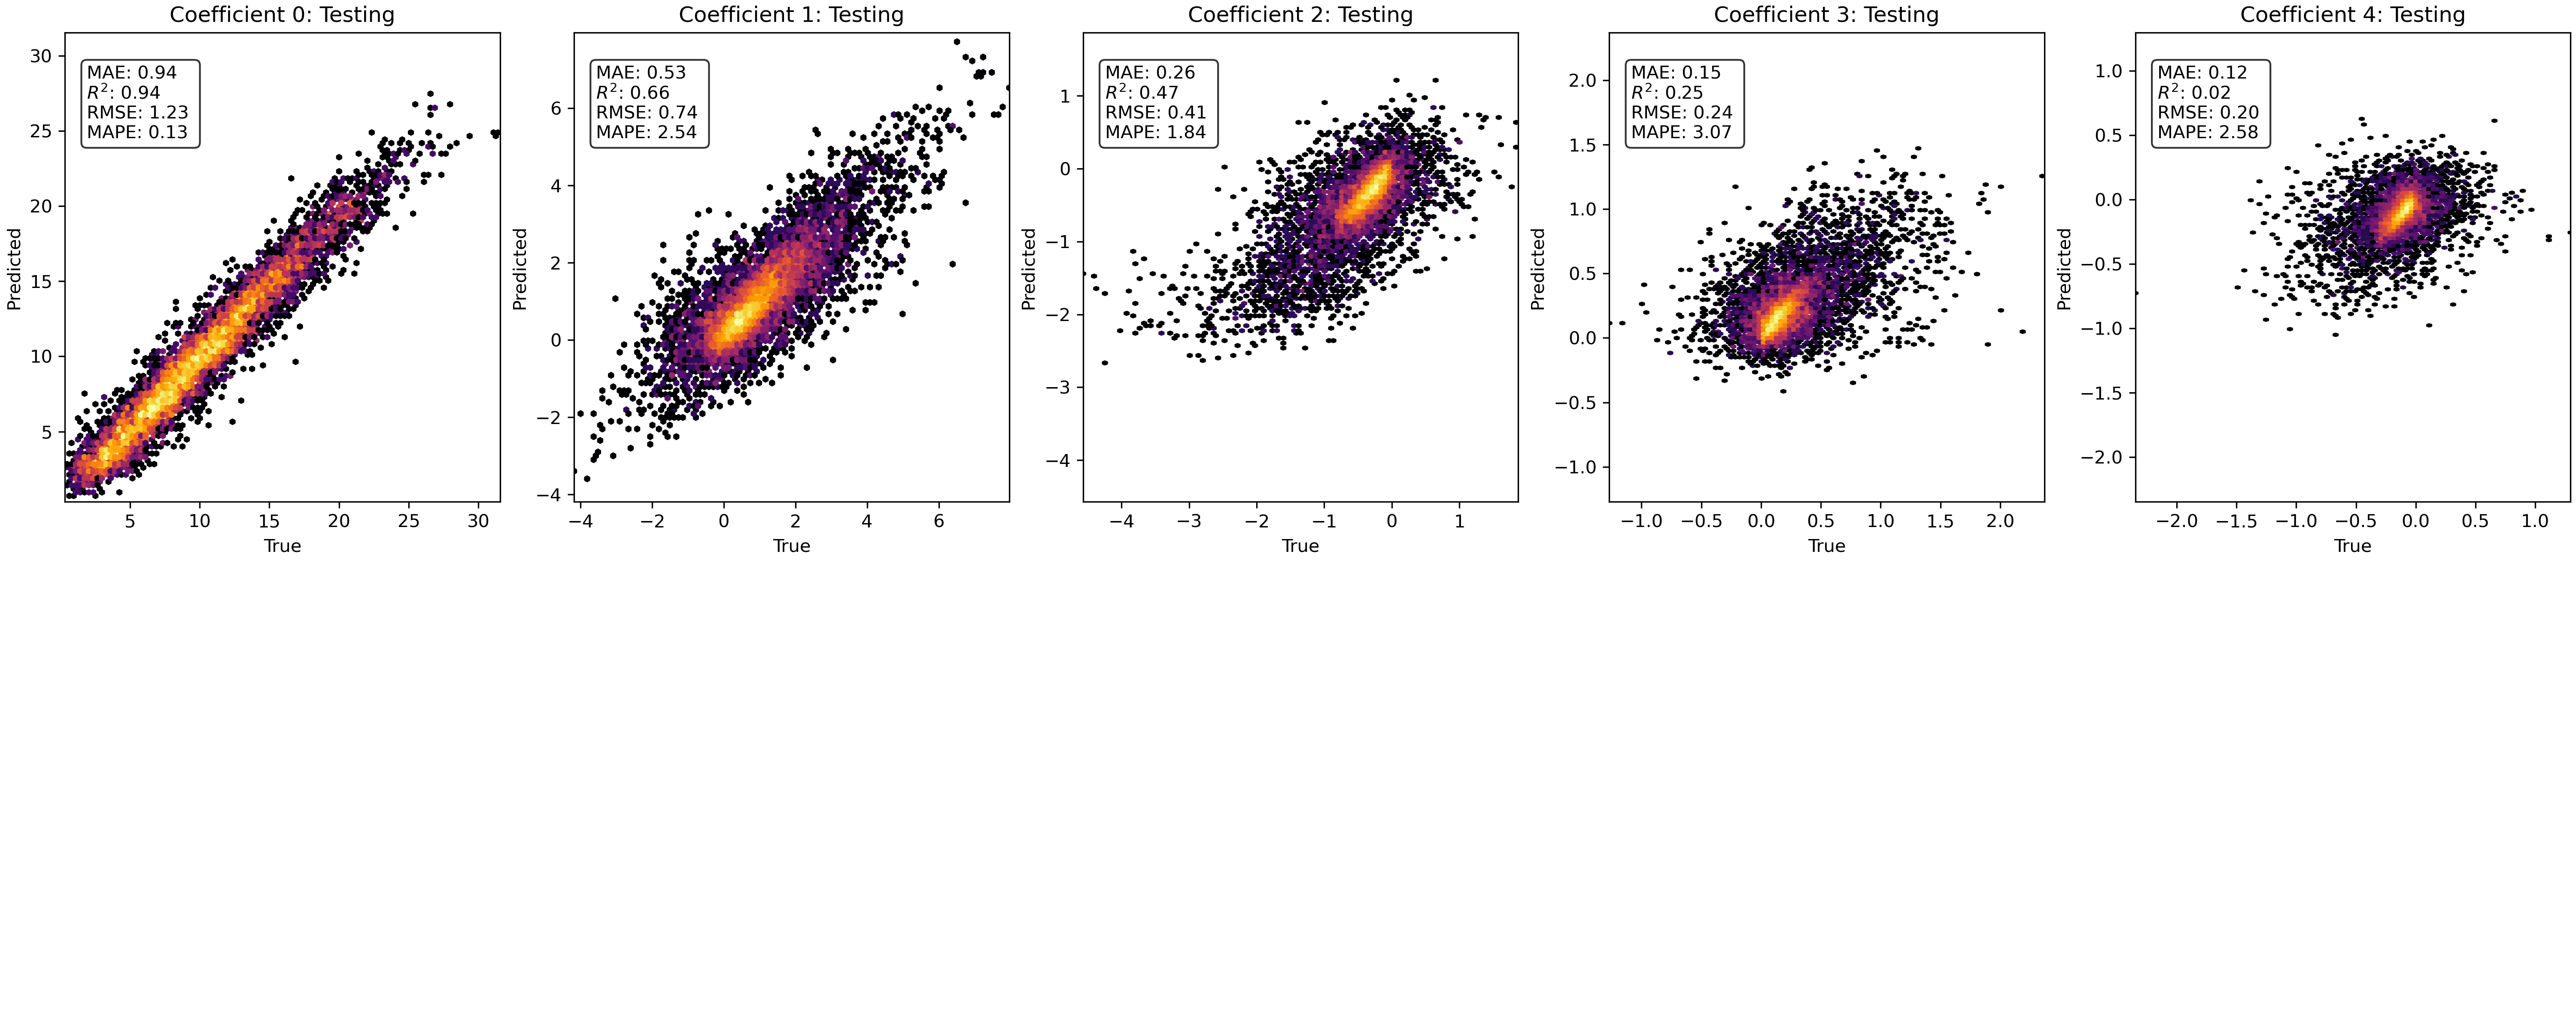 Coefficient 0: Testing
MAE: 0.94
R²: 0.94
RMSE: 1.23
MAPE: 0.13
30
25
20
15
10
5
Predicted
5 10 15 20 25 30
True
Coefficient 1: Testing
MAE: 0.53
R²: 0.66
RMSE: 0.74
MAPE: 2.54
6
4
2
0
−2
−4
Predicted
−4 −2 0 2 4 6
True
Coefficient 2: Testing
MAE: 0.26
R²: 0.47
RMSE: 0.41
MAPE: 1.84
1
0
−1
−2
−3
−4
Predicted
−4 −3 −2 −1 0 1
True
Coefficient 3: Testing
MAE: 0.15
R²: 0.25
RMSE: 0.24
MAPE: 3.07
2.0
1.5
1.0
0.5
0.0
−0.5
−1.0
Predicted
−1.0 −0.5 0.0 0.5 1.0 1.5 2.0
True
Coefficient 4: Testing
MAE: 0.12
R²: 0.02
RMSE: 0.20
MAPE: 2.58
1.0
0.5
0.0
−0.5
−1.0
−1.5
−2.0
Predicted
−2.0 −1.5 −1.0 −0.5 0.0 0.5 1.0
True